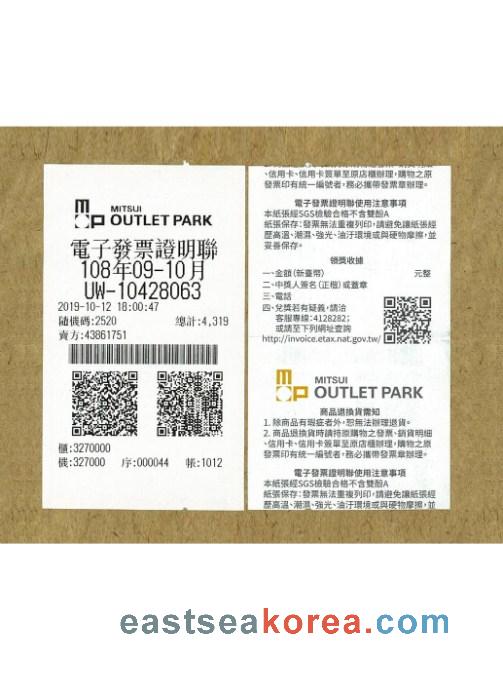 MITSUI
OUTLET PARK
電子發票證明聯
108年09-10月
UW-10428063
2019-10-12 18:00:47
隨機碼:2520 總計:4,319
賣方:43861751
櫃:3270000
機:327000 序:000044 帳:1012
、信用卡、信用卡簽單至原店櫃辦理,購物之原
發票印有統一編號者,務必攜帶發票章辦理。
電子發票證明聯使用注意事項
本紙張經SGS檢驗合格不含雙酚A
紙張保存:發票無法重複列印,請避免讓紙張經
歷高溫、潮濕、強光、油汙環境或與硬物摩擦,並
妥善保存。
領獎收據
一、金額(新臺幣) 元整
二、中獎人簽名(正楷)或蓋章
三、電話
四、兌獎若有疑義,請洽
客服專線:4128282;
或請至下列網址查詢
http://invoice.etax.nat.gov.tw/
MITSUI
OUTLET PARK
商品退換貨需知
1. 除商品有瑕疵者外,恕無法辦理退貨。
2. 商品退換貨時請持原購物之發票、銷貨明細
、信用卡、信用卡簽單至原店櫃辦理,購物之原
發票印有統一編號者,務必攜帶發票章辦理。
電子發票證明聯使用注意事項
本紙張經SGS檢驗合格不含雙酚A
紙張保存:發票無法重複列印,請避免讓紙張經
歷高溫、潮濕、強光、油汙環境或與硬物摩擦,並
eastseakorea.com